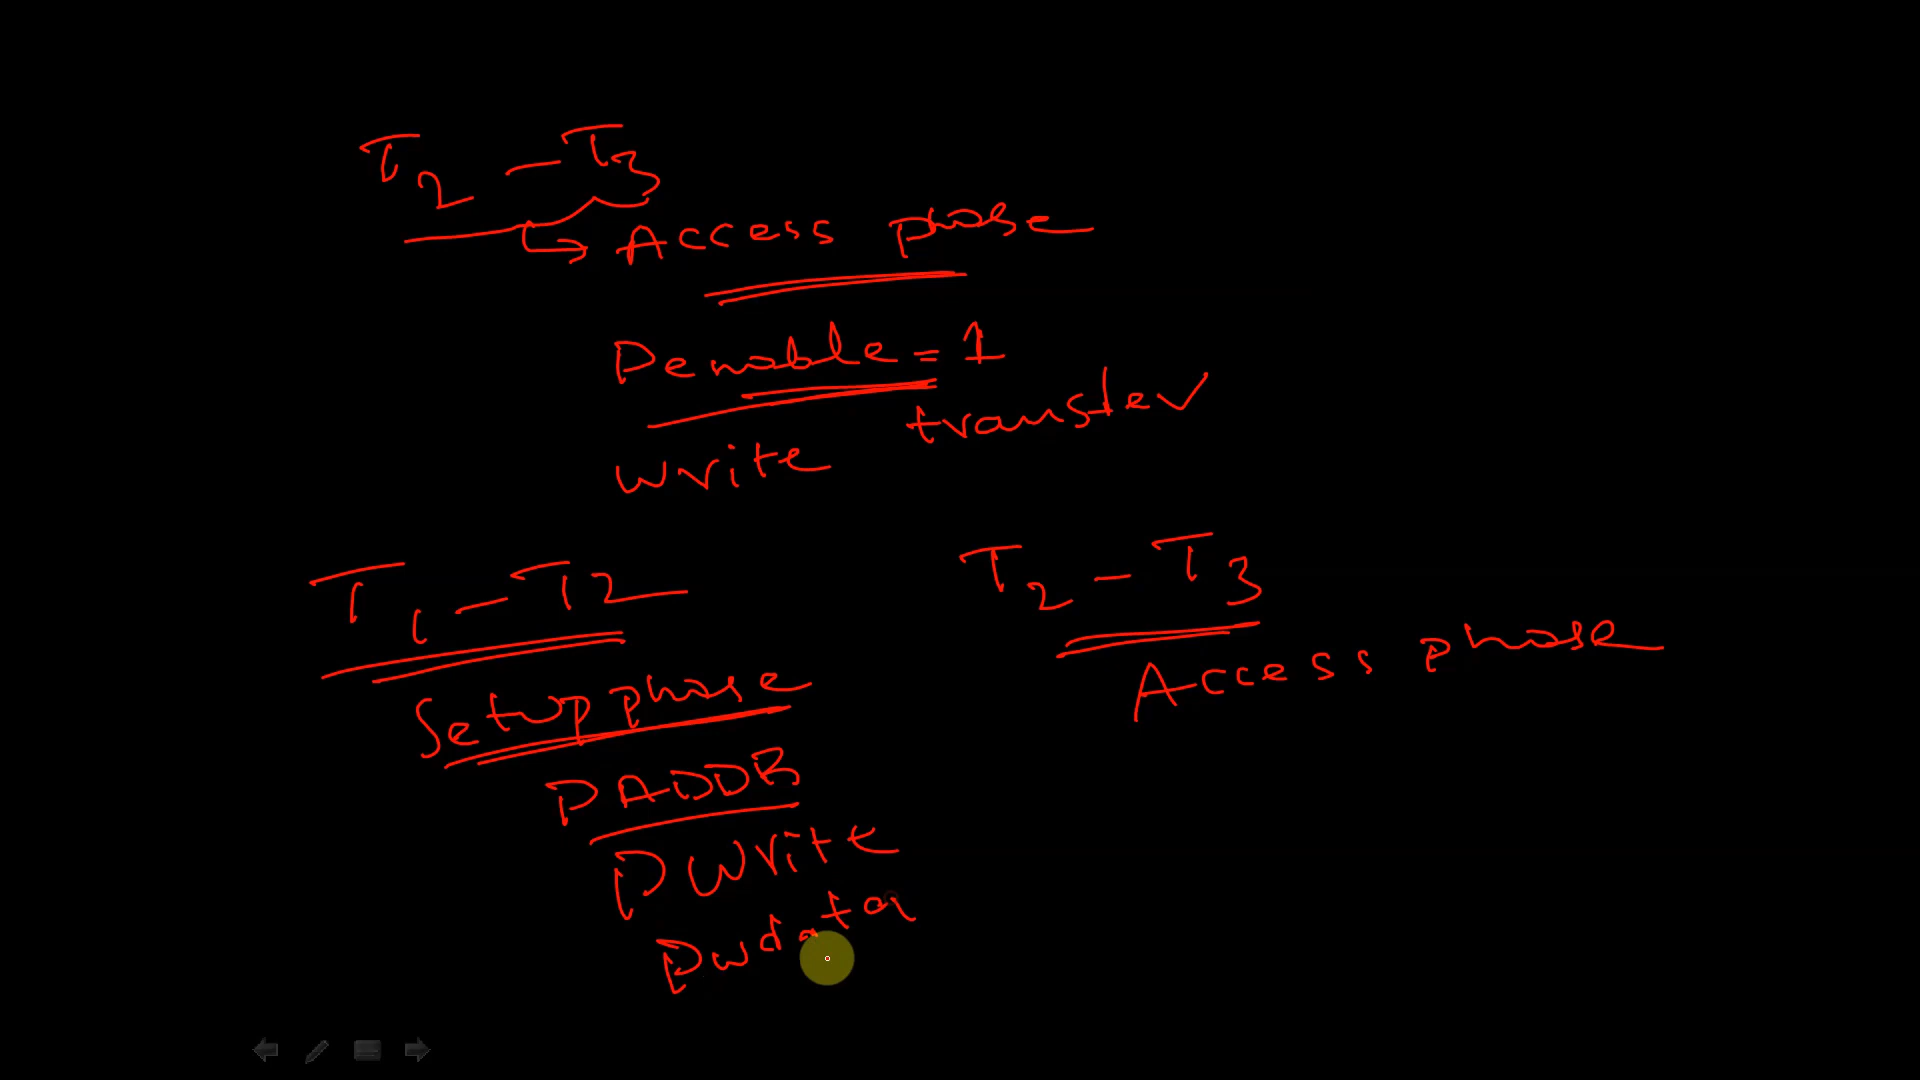 T2 - T3
↳ Access phase
Penable = 1
write transfer
T1 - T2
Setup phase
PADDR
PWrite
Pwdata
T2 - T3
Access phase